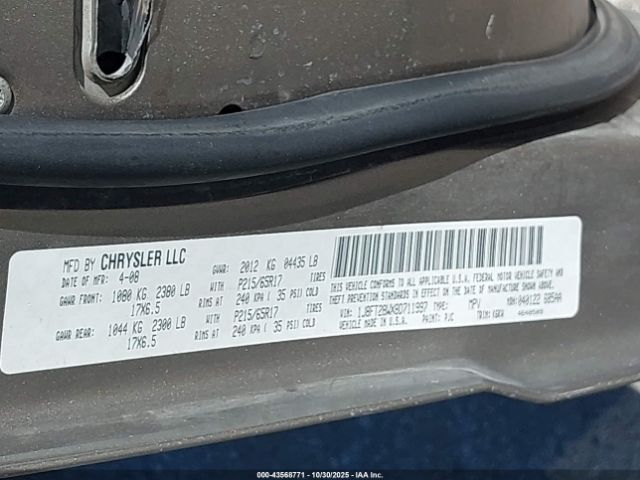 MFD BY CHRYSLER LLC
DATE OF MFR: 4-08
GVWR: 2012 KG 04435 LB
GAWR FRONT: 1080 KG 2380 LB
WITH P215/65R17 TIRES
17X6.5 RIMS AT 240 KPA ( 35 PSI) COLD
GAWR REAR: 1044 KG 2300 LB
WITH P215/65R17 TIRES
17X6.5 RIMS AT 240 KPA ( 35 PSI) COLD
THIS VEHICLE CONFORMS TO ALL APPLICABLE U.S.A. FEDERAL MOTOR VEHICLE SAFETY AND
THEFT PREVENTION STANDARDS IN EFFECT ON THE DATE OF MANUFACTURE SHOWN ABOVE.
VIN: TYPE: MPV MDH: 040122
MADE IN U.S.A. PAINT: PJC TRIM:
00-43568771 - 10/30/2025 - IAA Inc.